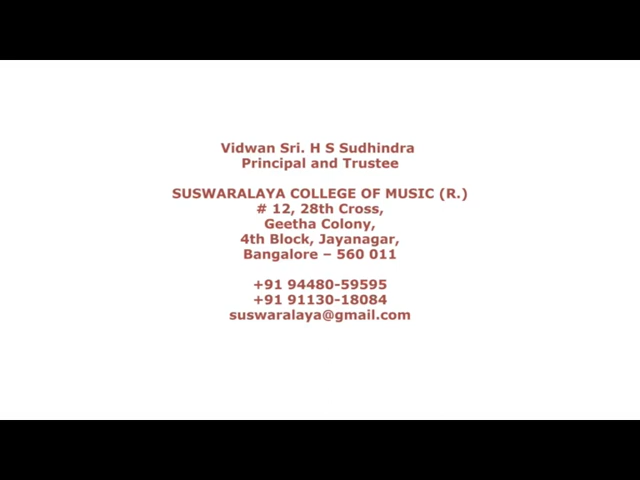 Vidwan Sri. H S Sudhindra
Principal and Trustee
SUSWARALAYA COLLEGE OF MUSIC (R.)
# 12, 28th Cross,
Geetha Colony,
4th Block, Jayanagar,
Bangalore – 560 011
+91 94480-59595
+91 91130-18084
suswaralaya@gmail.com